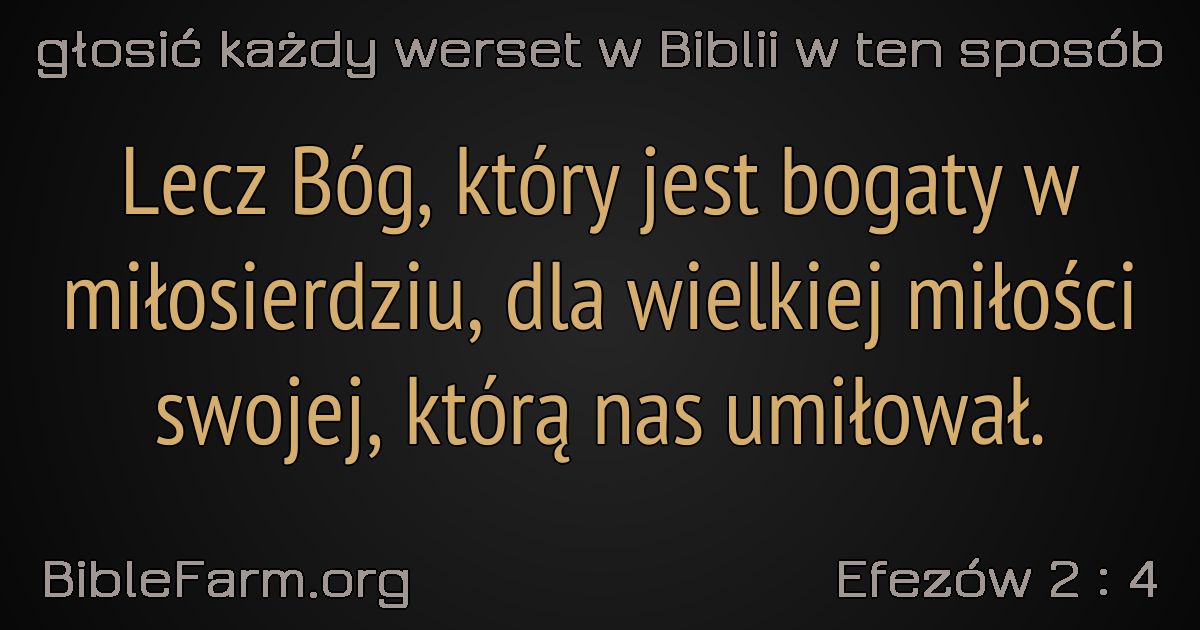 głosić każdy werset w Biblii w ten sposób
Lecz Bóg, który jest bogaty w
miłosierdziu, dla wielkiej miłości
swojej, którą nas umiłował.
BibleFarm.org
Efezów 2 : 4